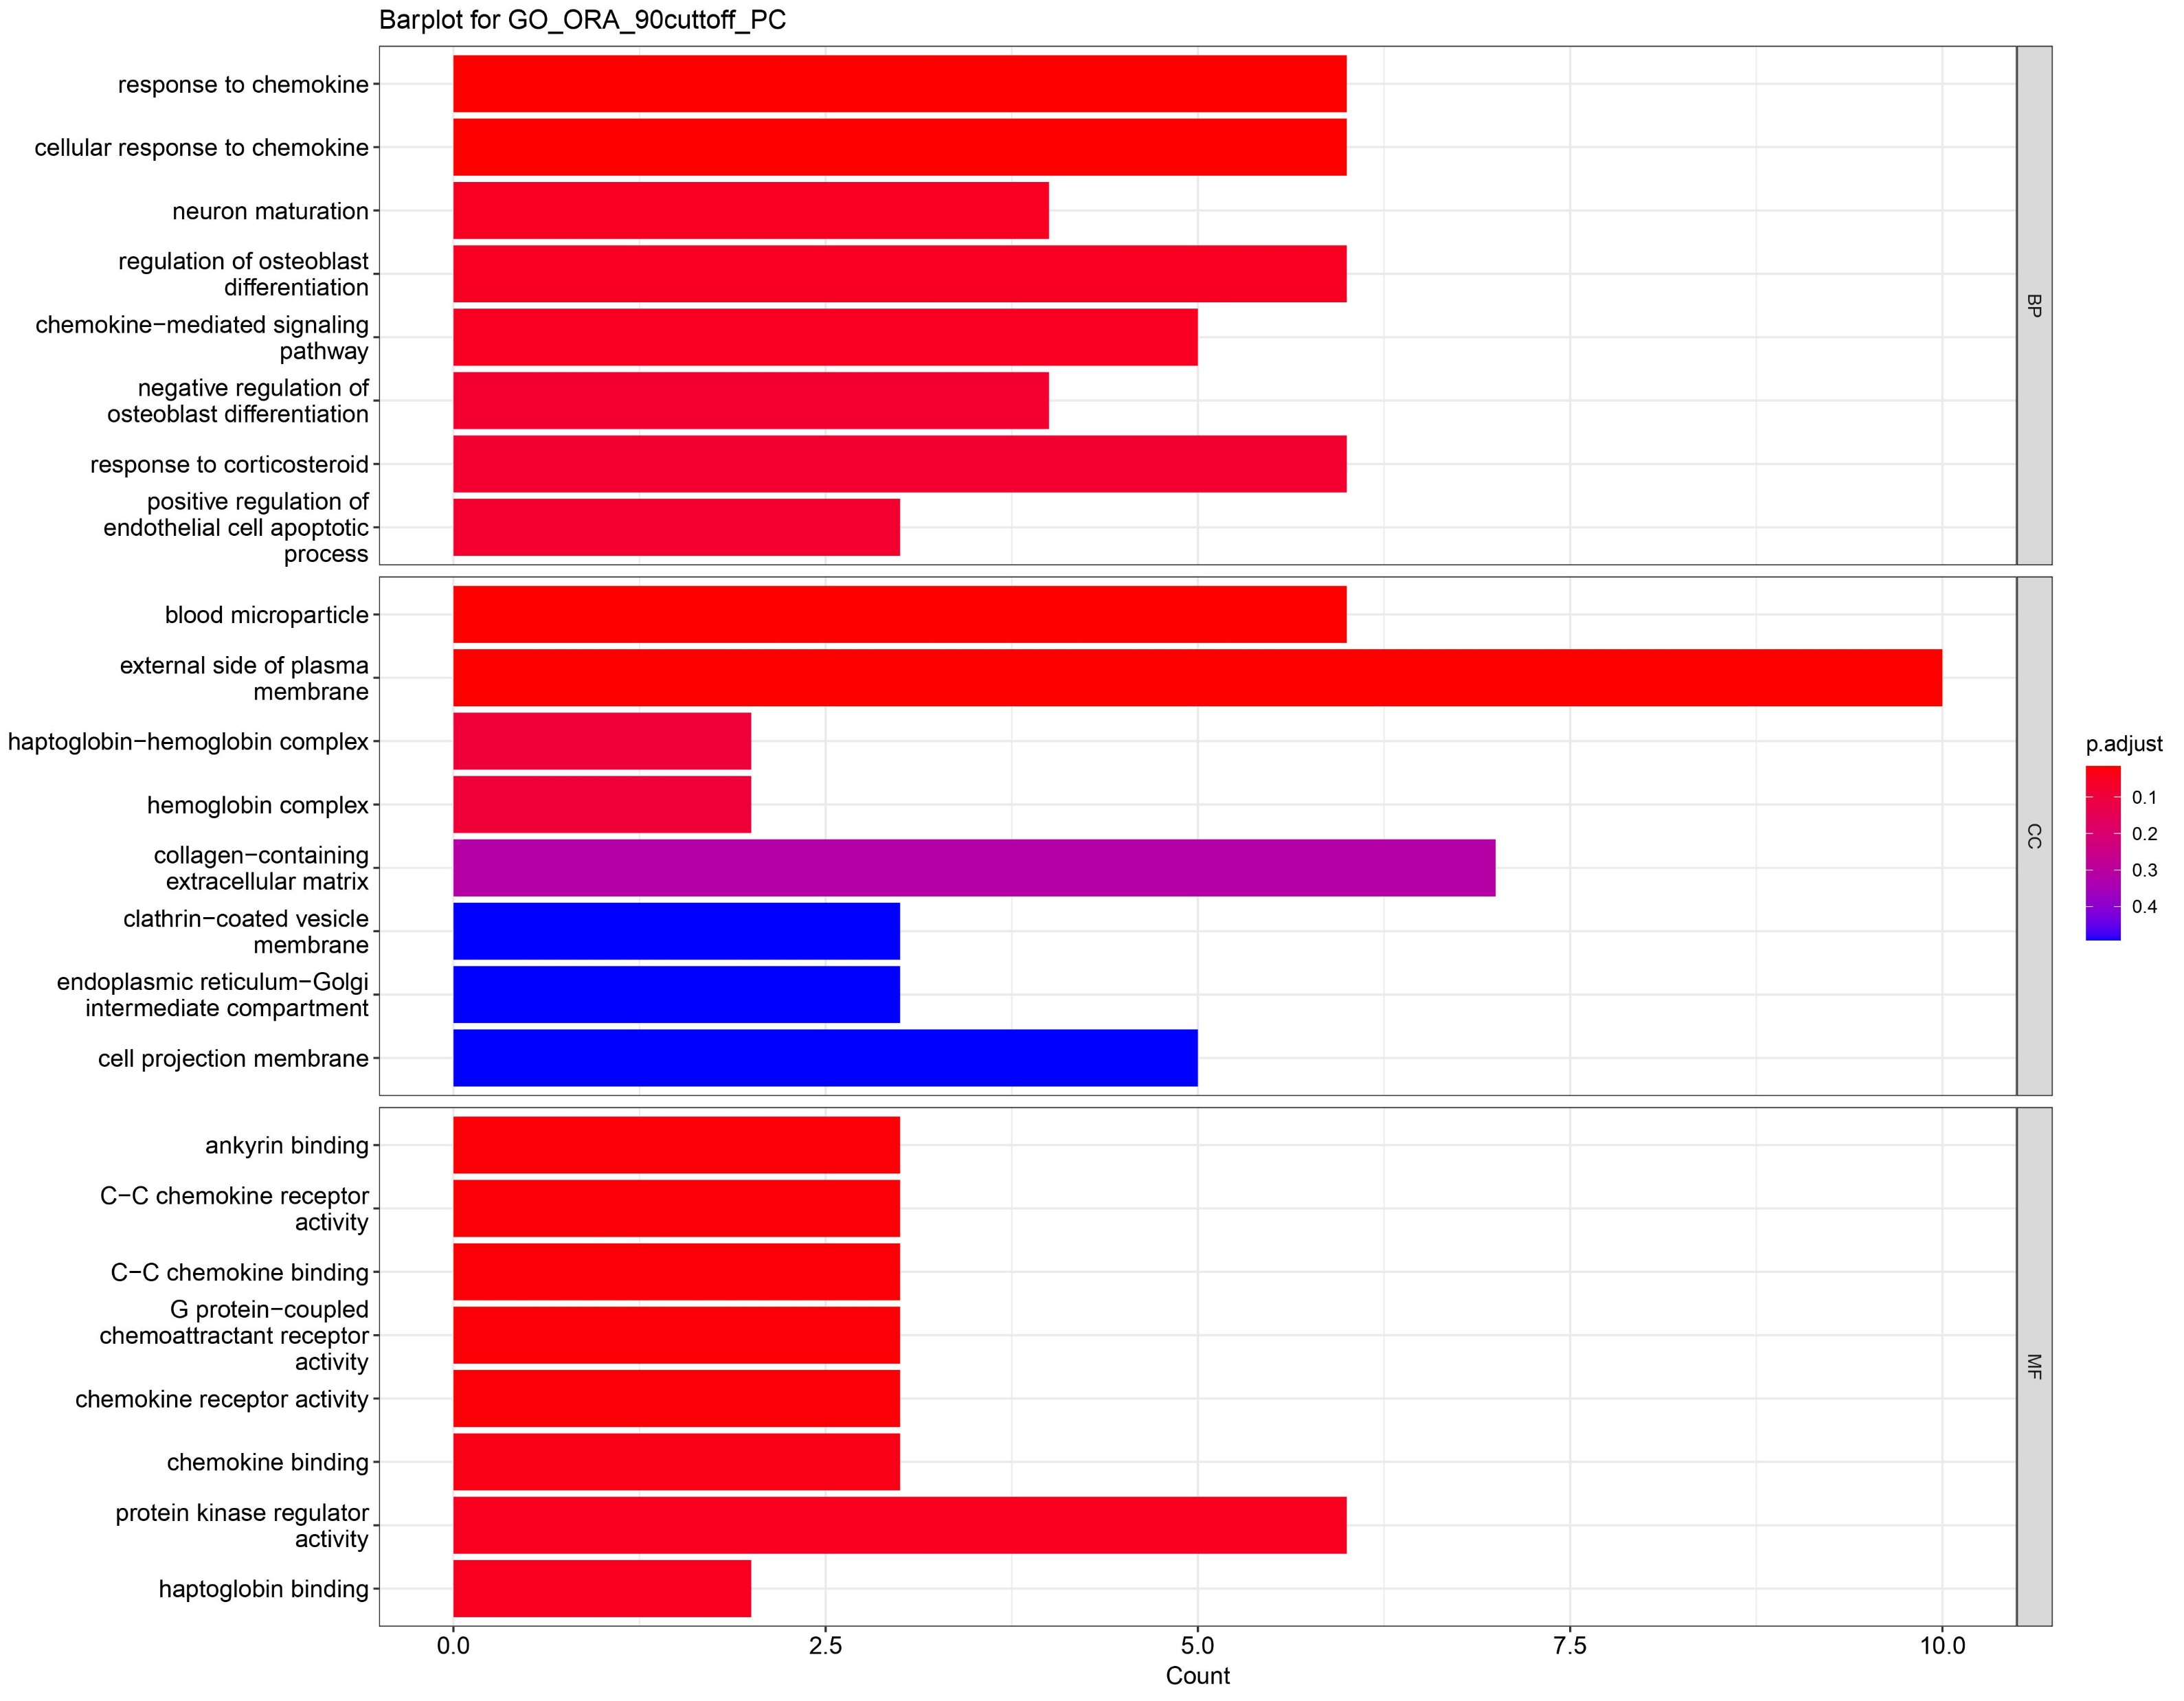 Barplot for GO_ORA_90cuttoff_PC
response to chemokine
cellular response to chemokine
neuron maturation
regulation of osteoblast
differentiation
chemokine−mediated signaling
pathway
negative regulation of
osteoblast differentiation
response to corticosteroid
positive regulation of
endothelial cell apoptotic
process
BP
blood microparticle
external side of plasma
membrane
haptoglobin−hemoglobin complex
hemoglobin complex
collagen−containing
extracellular matrix
clathrin−coated vesicle
membrane
endoplasmic reticulum−Golgi
intermediate compartment
cell projection membrane
CC
ankyrin binding
C−C chemokine receptor
activity
C−C chemokine binding
G protein−coupled
chemoattractant receptor
activity
chemokine receptor activity
chemokine binding
protein kinase regulator
activity
haptoglobin binding
MF
0.0 2.5 5.0 7.5 10.0
Count
p.adjust
0.1
0.2
0.3
0.4